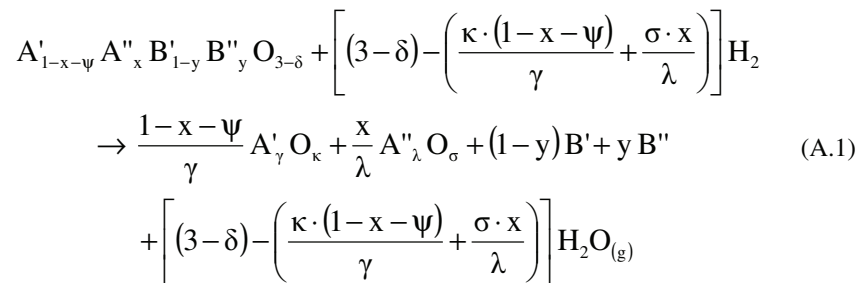 A'₁₋ₓ₋ψ A''ₓ B'₁₋y B''y O₃₋δ + [(3−δ)−(κ·(1−x−ψ)/γ + σ·x/λ)]H₂
→ (1−x−ψ)/γ A'γ Oκ + x/λ A''λ Oσ + (1−y)B' + y B'' (A.1)
+ [(3−δ)−(κ·(1−x−ψ)/γ + σ·x/λ)]H₂O(g)